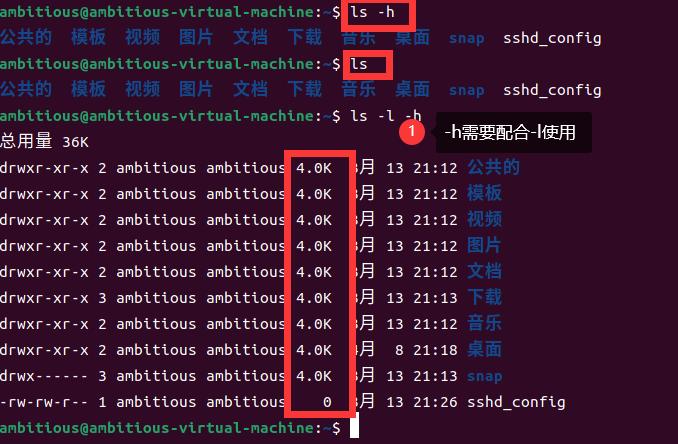 ambitious@ambitious-virtual-machine:~$ ls -h
公共的 模板 视频 图片 文档 下载 音乐 桌面 snap sshd_config
ambitious@ambitious-virtual-machine:~$ ls
公共的 模板 视频 图片 文档 下载 音乐 桌面 snap sshd_config
ambitious@ambitious-virtual-machine:~$ ls -l -h
1 -h需要配合-l使用
总用量 36K
drwxr-xr-x 2 ambitious ambitious 4.0K 3月 13 21:12 公共的
drwxr-xr-x 2 ambitious ambitious 4.0K 3月 13 21:12 模板
drwxr-xr-x 2 ambitious ambitious 4.0K 3月 13 21:12 视频
drwxr-xr-x 2 ambitious ambitious 4.0K 3月 13 21:12 图片
drwxr-xr-x 2 ambitious ambitious 4.0K 3月 13 21:12 文档
drwxr-xr-x 3 ambitious ambitious 4.0K 3月 13 21:13 下载
drwxr-xr-x 2 ambitious ambitious 4.0K 3月 13 21:12 音乐
drwxr-xr-x 2 ambitious ambitious 4.0K 4月 8 21:18 桌面
drwx------ 3 ambitious ambitious 4.0K 3月 13 21:13 snap
-rw-rw-r-- 1 ambitious ambitious 0 3月 13 21:26 sshd_config
ambitious@ambitious-virtual-machine:~$